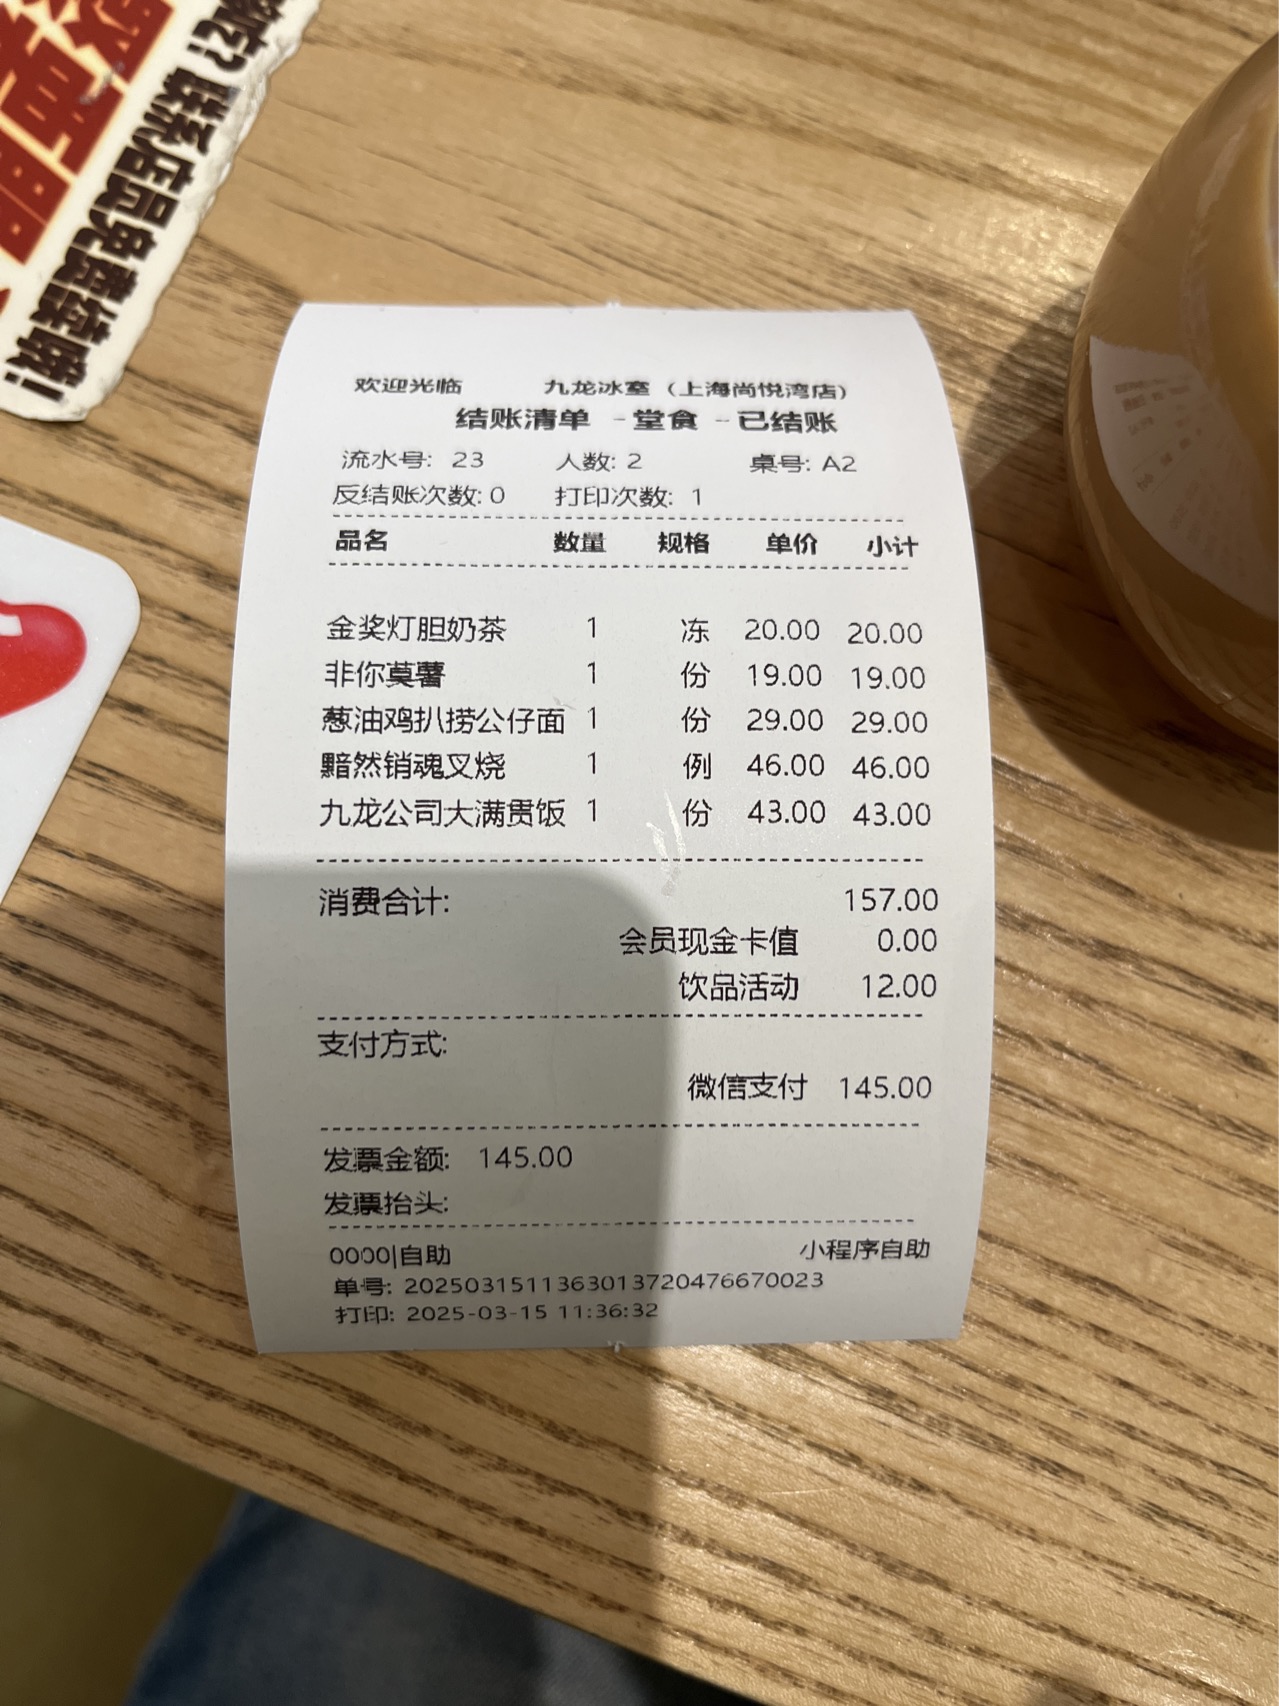 联系店员免费续哦!
欢迎光临 九龙冰室（上海尚悦湾店）
结账清单 -堂食 -已结账
流水号: 23 人数: 2 桌号: A2
反结账次数: 0 打印次数: 1
品名 数量 规格 单价 小计
金奖灯胆奶茶 1 冻 20.00 20.00
非你莫薯 1 份 19.00 19.00
葱油鸡扒捞公仔面 1 份 29.00 29.00
黯然销魂叉烧 1 例 46.00 46.00
九龙公司大满贯饭 1 份 43.00 43.00
消费合计: 157.00
会员现金卡值 0.00
饮品活动 12.00
支付方式:
微信支付 145.00
发票金额: 145.00
发票抬头:
0000|自助 小程序自助
单号: 2025031511363013720476670023
打印: 2025-03-15 11:36:32